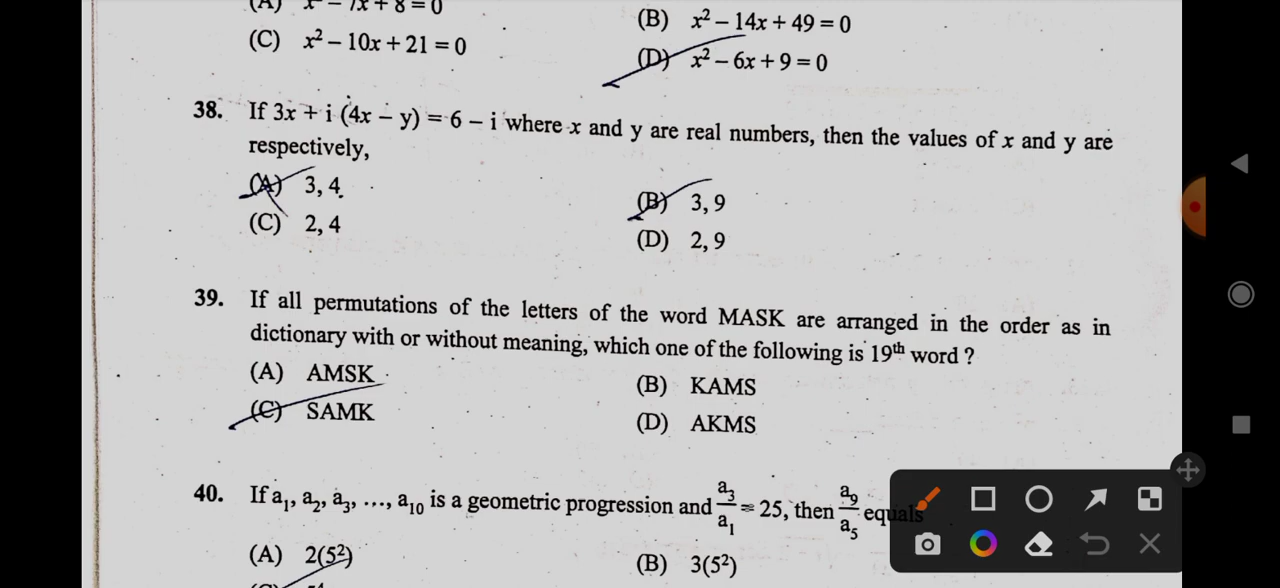 (A) x² – 7x + 8 = 0
(B) x² – 14x + 49 = 0
(C) x² – 10x + 21 = 0
(D) x² – 6x + 9 = 0
38. If 3x + i (4x – y) = 6 – i where x and y are real numbers, then the values of x and y are
respectively,
(A) 3, 4
(B) 3, 9
(C) 2, 4
(D) 2, 9
39. If all permutations of the letters of the word MASK are arranged in the order as in
dictionary with or without meaning, which one of the following is 19th word ?
(A) AMSK
(B) KAMS
(C) SAMK
(D) AKMS
40. If a₁, a₂, a₃, ..., a₁₀ is a geometric progression and a₃/a₁ = 25, then a₉/a₅ equals
(A) 2(5²)
(B) 3(5²)